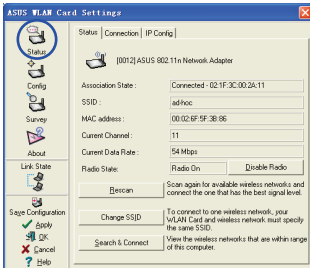 ASUS WLAN Card Settings
Status
Config
Survey
About
Link State
Save Configuration
Apply
OK
Cancel
Help
Status Connection IP Config
[0012] ASUS 802.11n Network Adapter
Association State : Connected - 02:1F:3C:00:2A:11
SSID : ad-hoc
MAC address : 00:02:6F:5F:3B:86
Current Channel : 11
Current Data Rate : 54 Mbps
Radio State: Radio On Disable Radio
Rescan Scan again for available wireless networks and
connect the one that has the best signal level.
Change SSID To connect to one wireless network, your
WLAN Card and wireless network must specify
the same SSID.
Search & Connect View the wireless networks that are within range
of this computer.